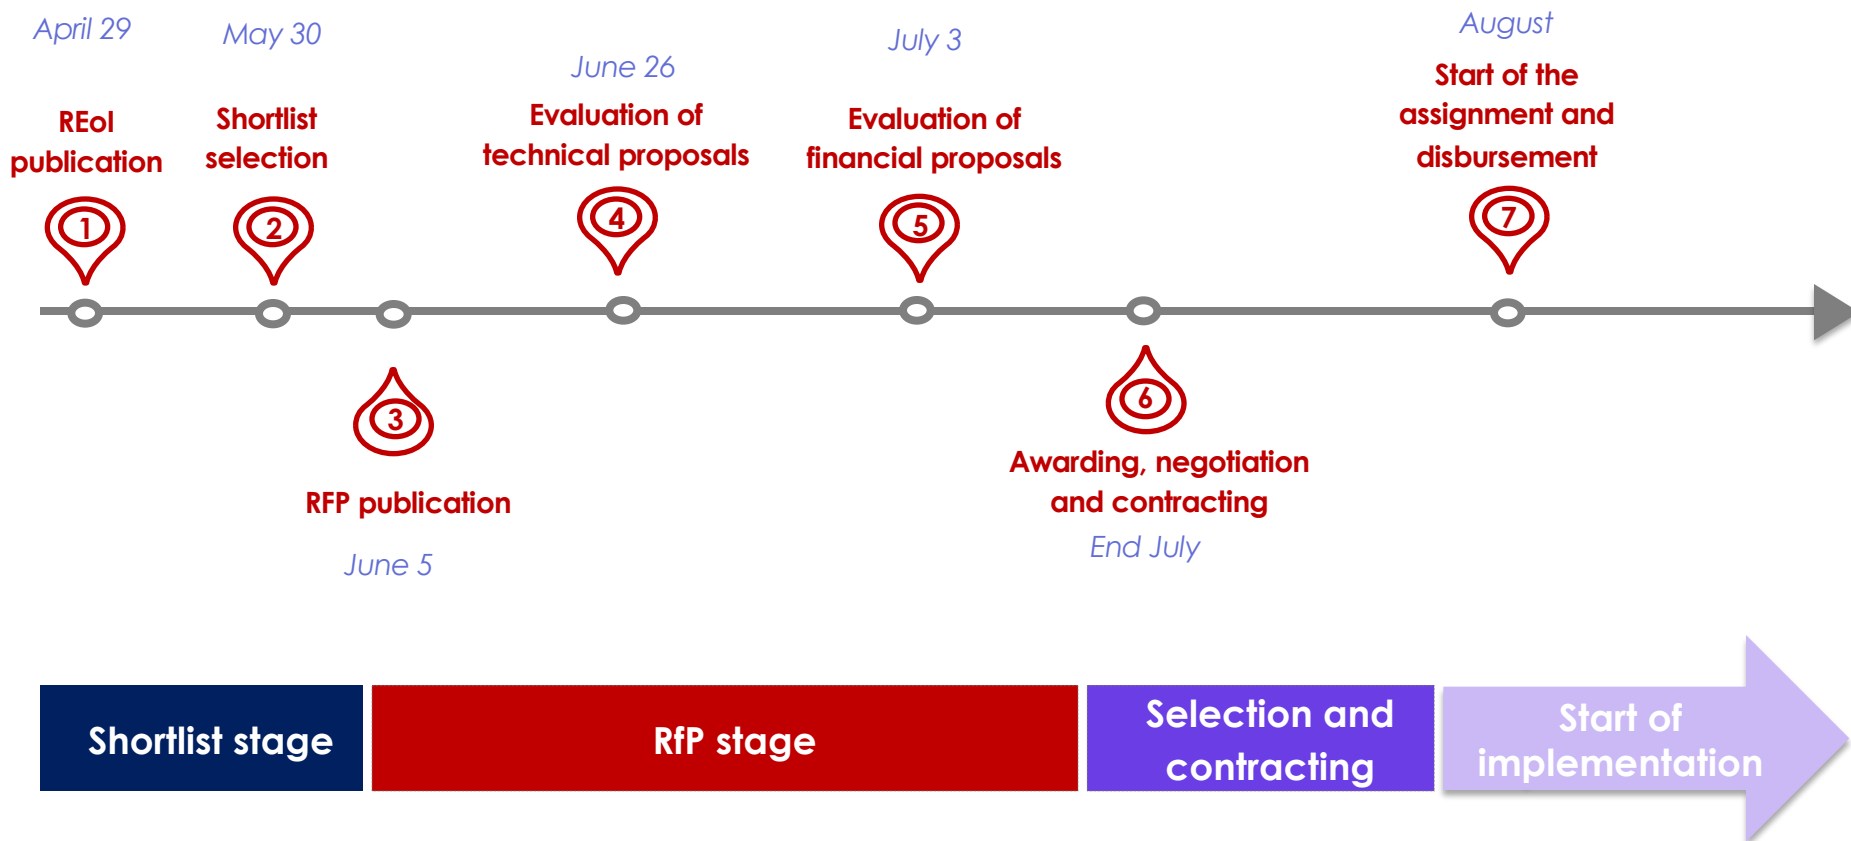 April 29
REoI
publication
1
May 30
Shortlist
selection
2
3
RFP publication
June 5
June 26
Evaluation of
technical proposals
4
July 3
Evaluation of
financial proposals
5
6
Awarding, negotiation
and contracting
End July
August
Start of the
assignment and
disbursement
7
Shortlist stage
RfP stage
Selection and
contracting
Start of
implementation